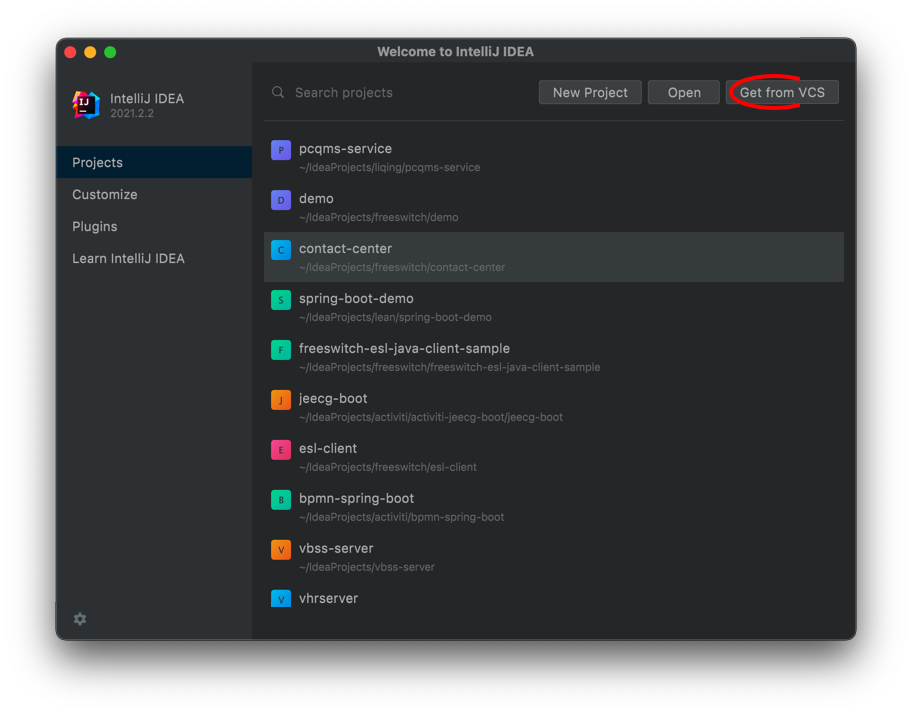 Welcome to IntelliJ IDEA
IJ
IntelliJ IDEA
2021.2.2
Projects
Customize
Plugins
Learn IntelliJ IDEA
Search projects
New Project
Open
Get from VCS
P
pcqms-service
~/IdeaProjects/liqing/pcqms-service
D
demo
~/IdeaProjects/freeswitch/demo
C
contact-center
~/IdeaProjects/freeswitch/contact-center
S
spring-boot-demo
~/IdeaProjects/lean/spring-boot-demo
F
freeswitch-esl-java-client-sample
~/IdeaProjects/freeswitch/freeswitch-esl-java-client-sample
J
jeecg-boot
~/IdeaProjects/activiti/activiti-jeecg-boot/jeecg-boot
E
esl-client
~/IdeaProjects/freeswitch/esl-client
B
bpmn-spring-boot
~/IdeaProjects/activiti/bpmn-spring-boot
V
vbss-server
~/IdeaProjects/vbss-server
V
vhrserver